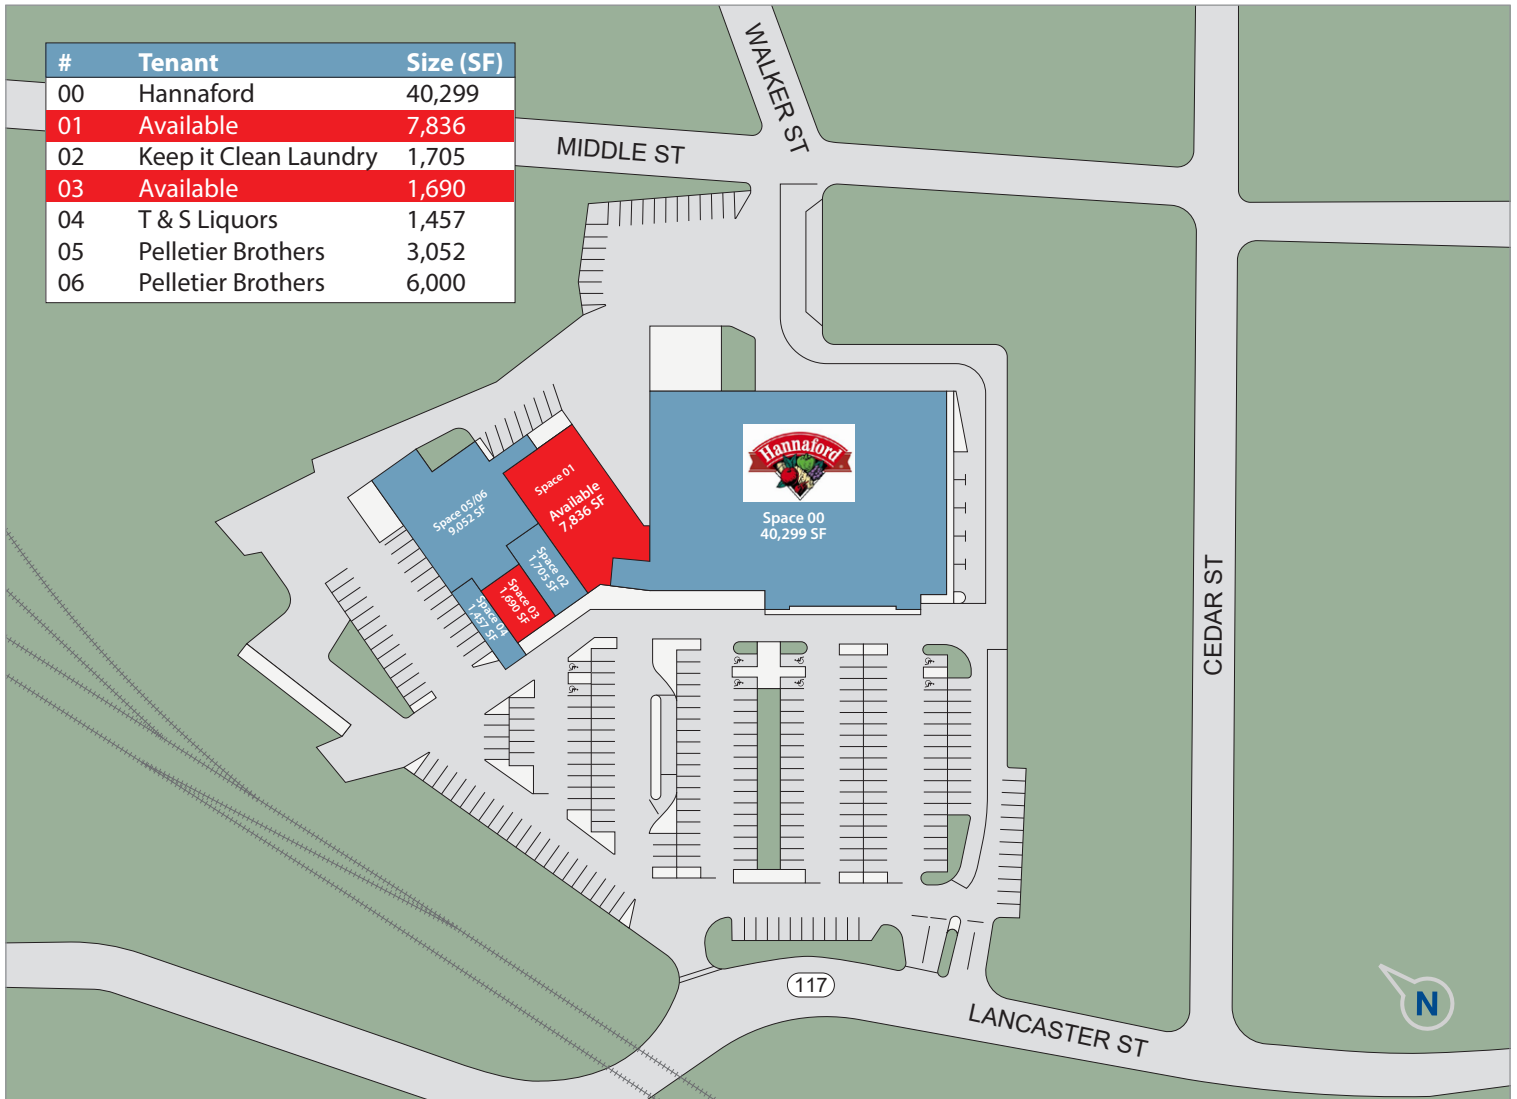 # Tenant Size (SF)
00 Hannaford 40,299
01 Available 7,836
02 Keep it Clean Laundry 1,705
03 Available 1,690
04 T & S Liquors 1,457
05 Pelletier Brothers 3,052
06 Pelletier Brothers 6,000
WALKER ST
MIDDLE ST
Hannaford
Space 00
40,299 SF
Space 01
Available
7,836 SF
Space 05/06
9,052 SF
Space 02
1,705 SF
Space 03
1,690 SF
Space 04
1,457 SF
CEDAR ST
117
LANCASTER ST
N